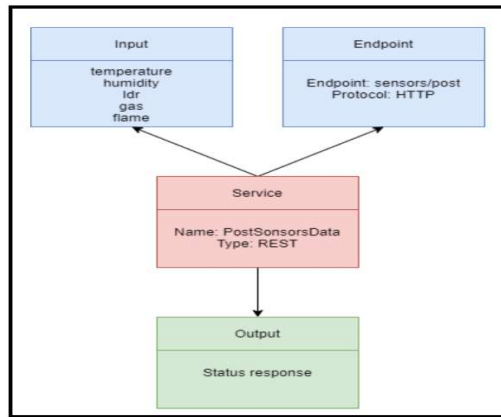 Input
temperature
humidity
ldr
gas
flame
Endpoint
Endpoint: sensors/post
Protocol: HTTP
Service
Name: PostSonsorsData
Type: REST
Output
Status response